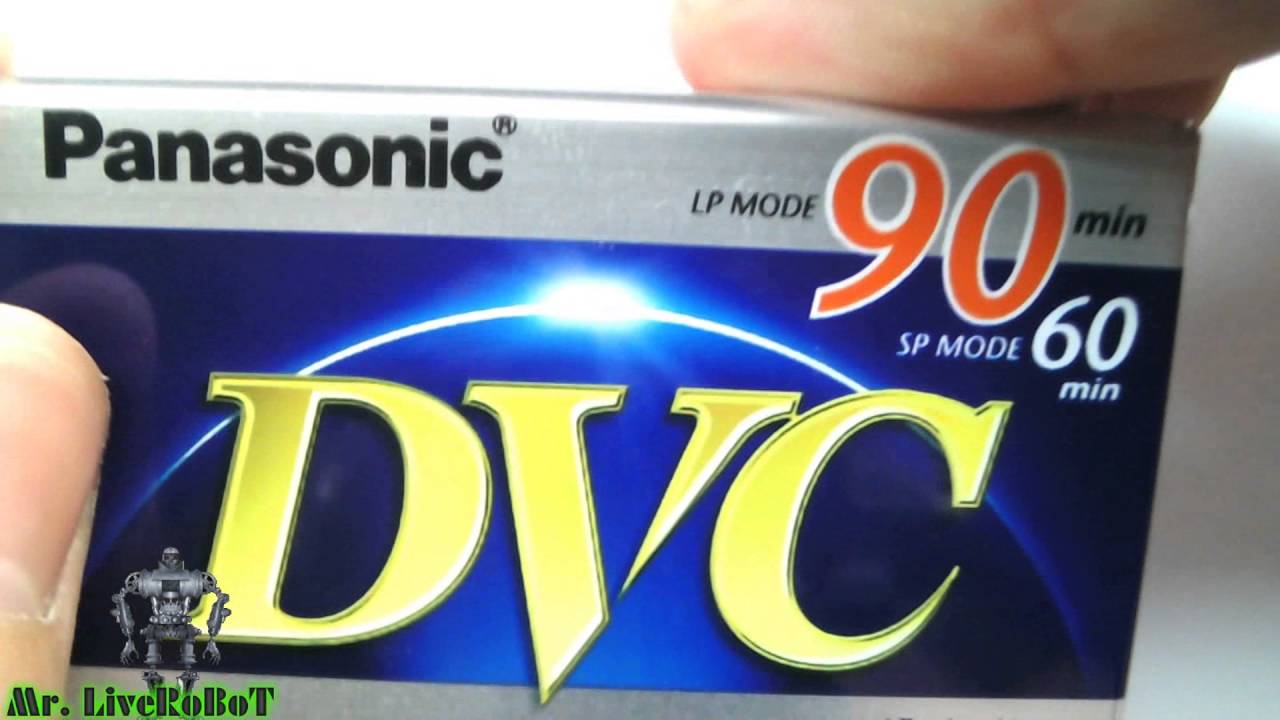 Panasonic®
LP MODE 90 min
SP MODE 60 min
DVC
Mr. LiveRoBoT